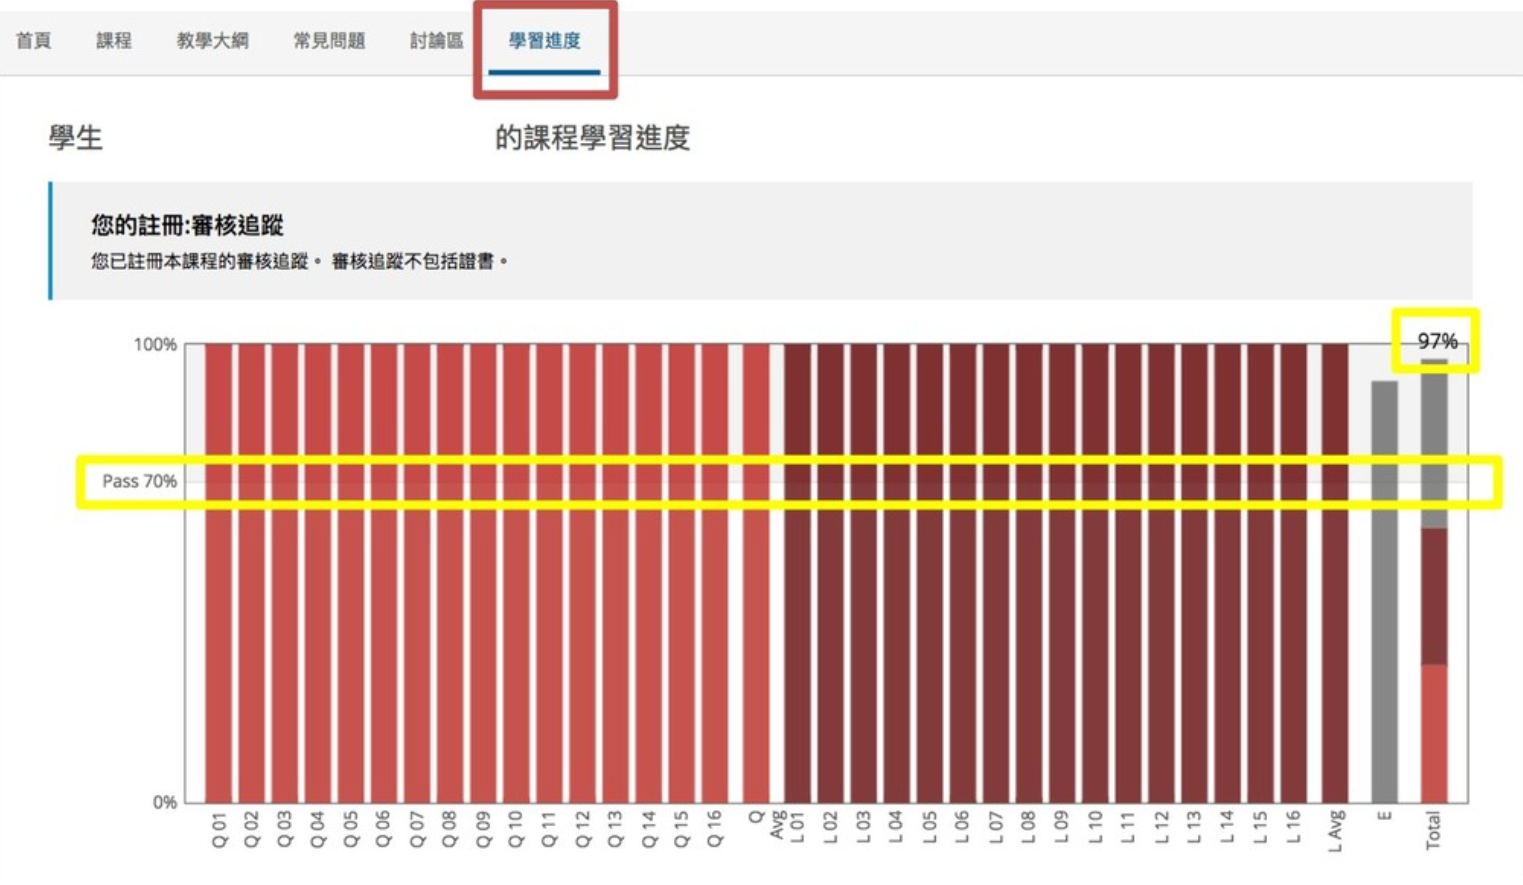 首頁 課程 教學大綱 常見問題 討論區 學習進度
學生 的課程學習進度
您的註冊:審核追蹤
您已註冊本課程的審核追蹤。 審核追蹤不包括證書。
100%
97%
Pass 70%
0%
Q 01 Q 02 Q 03 Q 04 Q 05 Q 06 Q 07 Q 08 Q 09 Q 10 Q 11 Q 12 Q 13 Q 14 Q 15 Q 16 Q Avg L 01 L 02 L 03 L 04 L 05 L 06 L 07 L 08 L 09 L 10 L 11 L 12 L 13 L 14 L 15 L 16 L Avg E Total